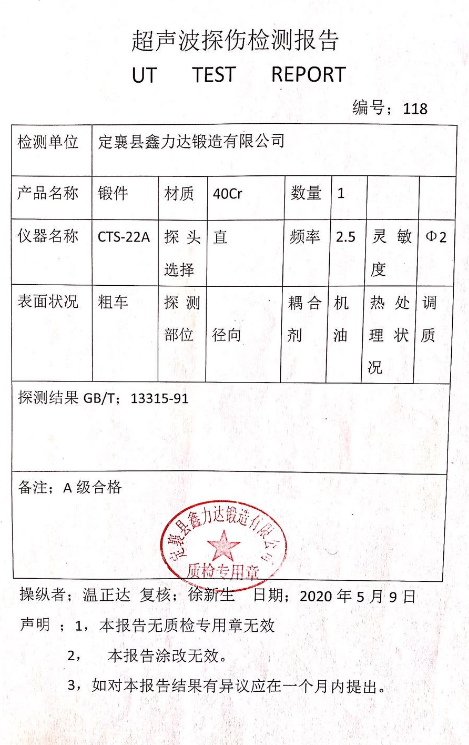 超声波探伤检测报告
UT TEST REPORT
编号；118
检测单位 定襄县鑫力达锻造有限公司
产品名称 锻件 材质 40Cr 数量 1
仪器名称 CTS-22A 探头选择 直 频率 2.5 灵敏度 Φ2
表面状况 粗车 探测部位 径向 耦合剂 机油 热处理状况 调质
探测结果 GB/T；13315-91
备注；A 级合格
定襄县鑫力达锻造有限公司
质检专用章
操纵者；温正达 复核；徐新生 日期；2020 年 5 月 9 日
声明 ；1，本报告无质检专用章无效
2， 本报告涂改无效。
3，如对本报告结果有异议应在一个月内提出。